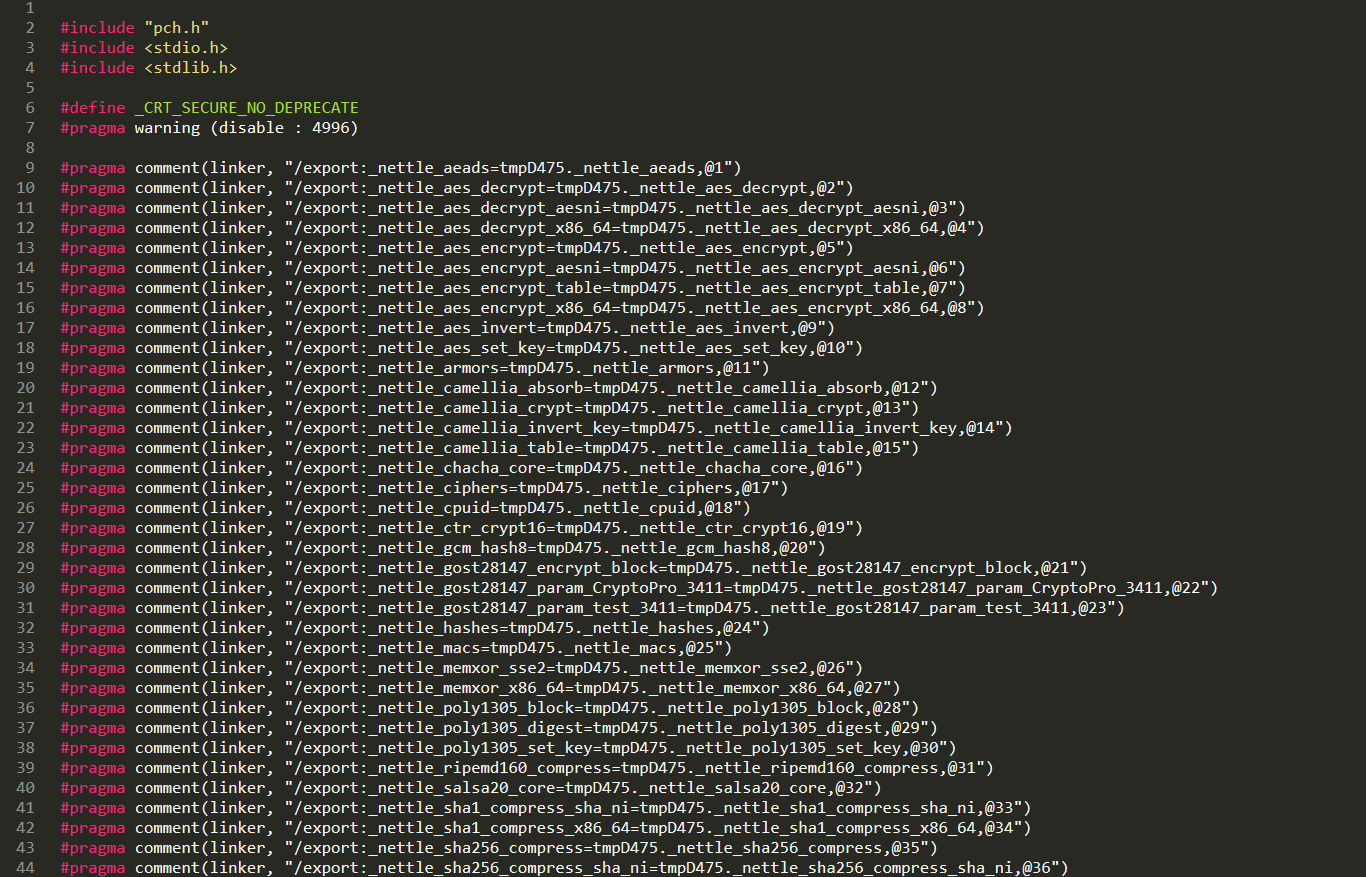 1
2 #include "pch.h"
3 #include <stdio.h>
4 #include <stdlib.h>
5
6 #define _CRT_SECURE_NO_DEPRECATE
7 #pragma warning (disable : 4996)
8
9 #pragma comment(linker, "/export:_nettle_aeads=tmpD475._nettle_aeads,@1")
10 #pragma comment(linker, "/export:_nettle_aes_decrypt=tmpD475._nettle_aes_decrypt,@2")
11 #pragma comment(linker, "/export:_nettle_aes_decrypt_aesni=tmpD475._nettle_aes_decrypt_aesni,@3")
12 #pragma comment(linker, "/export:_nettle_aes_decrypt_x86_64=tmpD475._nettle_aes_decrypt_x86_64,@4")
13 #pragma comment(linker, "/export:_nettle_aes_encrypt=tmpD475._nettle_aes_encrypt,@5")
14 #pragma comment(linker, "/export:_nettle_aes_encrypt_aesni=tmpD475._nettle_aes_encrypt_aesni,@6")
15 #pragma comment(linker, "/export:_nettle_aes_encrypt_table=tmpD475._nettle_aes_encrypt_table,@7")
16 #pragma comment(linker, "/export:_nettle_aes_encrypt_x86_64=tmpD475._nettle_aes_encrypt_x86_64,@8")
17 #pragma comment(linker, "/export:_nettle_aes_invert=tmpD475._nettle_aes_invert,@9")
18 #pragma comment(linker, "/export:_nettle_aes_set_key=tmpD475._nettle_aes_set_key,@10")
19 #pragma comment(linker, "/export:_nettle_armors=tmpD475._nettle_armors,@11")
20 #pragma comment(linker, "/export:_nettle_camellia_absorb=tmpD475._nettle_camellia_absorb,@12")
21 #pragma comment(linker, "/export:_nettle_camellia_crypt=tmpD475._nettle_camellia_crypt,@13")
22 #pragma comment(linker, "/export:_nettle_camellia_invert_key=tmpD475._nettle_camellia_invert_key,@14")
23 #pragma comment(linker, "/export:_nettle_camellia_table=tmpD475._nettle_camellia_table,@15")
24 #pragma comment(linker, "/export:_nettle_chacha_core=tmpD475._nettle_chacha_core,@16")
25 #pragma comment(linker, "/export:_nettle_ciphers=tmpD475._nettle_ciphers,@17")
26 #pragma comment(linker, "/export:_nettle_cpuid=tmpD475._nettle_cpuid,@18")
27 #pragma comment(linker, "/export:_nettle_ctr_crypt16=tmpD475._nettle_ctr_crypt16,@19")
28 #pragma comment(linker, "/export:_nettle_gcm_hash8=tmpD475._nettle_gcm_hash8,@20")
29 #pragma comment(linker, "/export:_nettle_gost28147_encrypt_block=tmpD475._nettle_gost28147_encrypt_block,@21")
30 #pragma comment(linker, "/export:_nettle_gost28147_param_CryptoPro_3411=tmpD475._nettle_gost28147_param_CryptoPro_3411,@22")
31 #pragma comment(linker, "/export:_nettle_gost28147_param_test_3411=tmpD475._nettle_gost28147_param_test_3411,@23")
32 #pragma comment(linker, "/export:_nettle_hashes=tmpD475._nettle_hashes,@24")
33 #pragma comment(linker, "/export:_nettle_macs=tmpD475._nettle_macs,@25")
34 #pragma comment(linker, "/export:_nettle_memxor_sse2=tmpD475._nettle_memxor_sse2,@26")
35 #pragma comment(linker, "/export:_nettle_memxor_x86_64=tmpD475._nettle_memxor_x86_64,@27")
36 #pragma comment(linker, "/export:_nettle_poly1305_block=tmpD475._nettle_poly1305_block,@28")
37 #pragma comment(linker, "/export:_nettle_poly1305_digest=tmpD475._nettle_poly1305_digest,@29")
38 #pragma comment(linker, "/export:_nettle_poly1305_set_key=tmpD475._nettle_poly1305_set_key,@30")
39 #pragma comment(linker, "/export:_nettle_ripemd160_compress=tmpD475._nettle_ripemd160_compress,@31")
40 #pragma comment(linker, "/export:_nettle_salsa20_core=tmpD475._nettle_salsa20_core,@32")
41 #pragma comment(linker, "/export:_nettle_sha1_compress_sha_ni=tmpD475._nettle_sha1_compress_sha_ni,@33")
42 #pragma comment(linker, "/export:_nettle_sha1_compress_x86_64=tmpD475._nettle_sha1_compress_x86_64,@34")
43 #pragma comment(linker, "/export:_nettle_sha256_compress=tmpD475._nettle_sha256_compress,@35")
44 #pragma comment(linker, "/export:_nettle_sha256_compress_sha_ni=tmpD475._nettle_sha256_compress_sha_ni,@36")